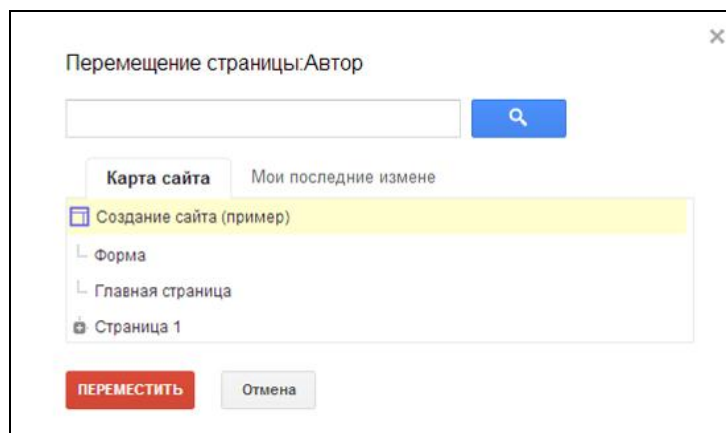 Перемещение страницы:Автор
Карта сайта
Мои последние измене
Создание сайта (пример)
Форма
Главная страница
Страница 1
ПЕРЕМЕСТИТЬ
Отмена